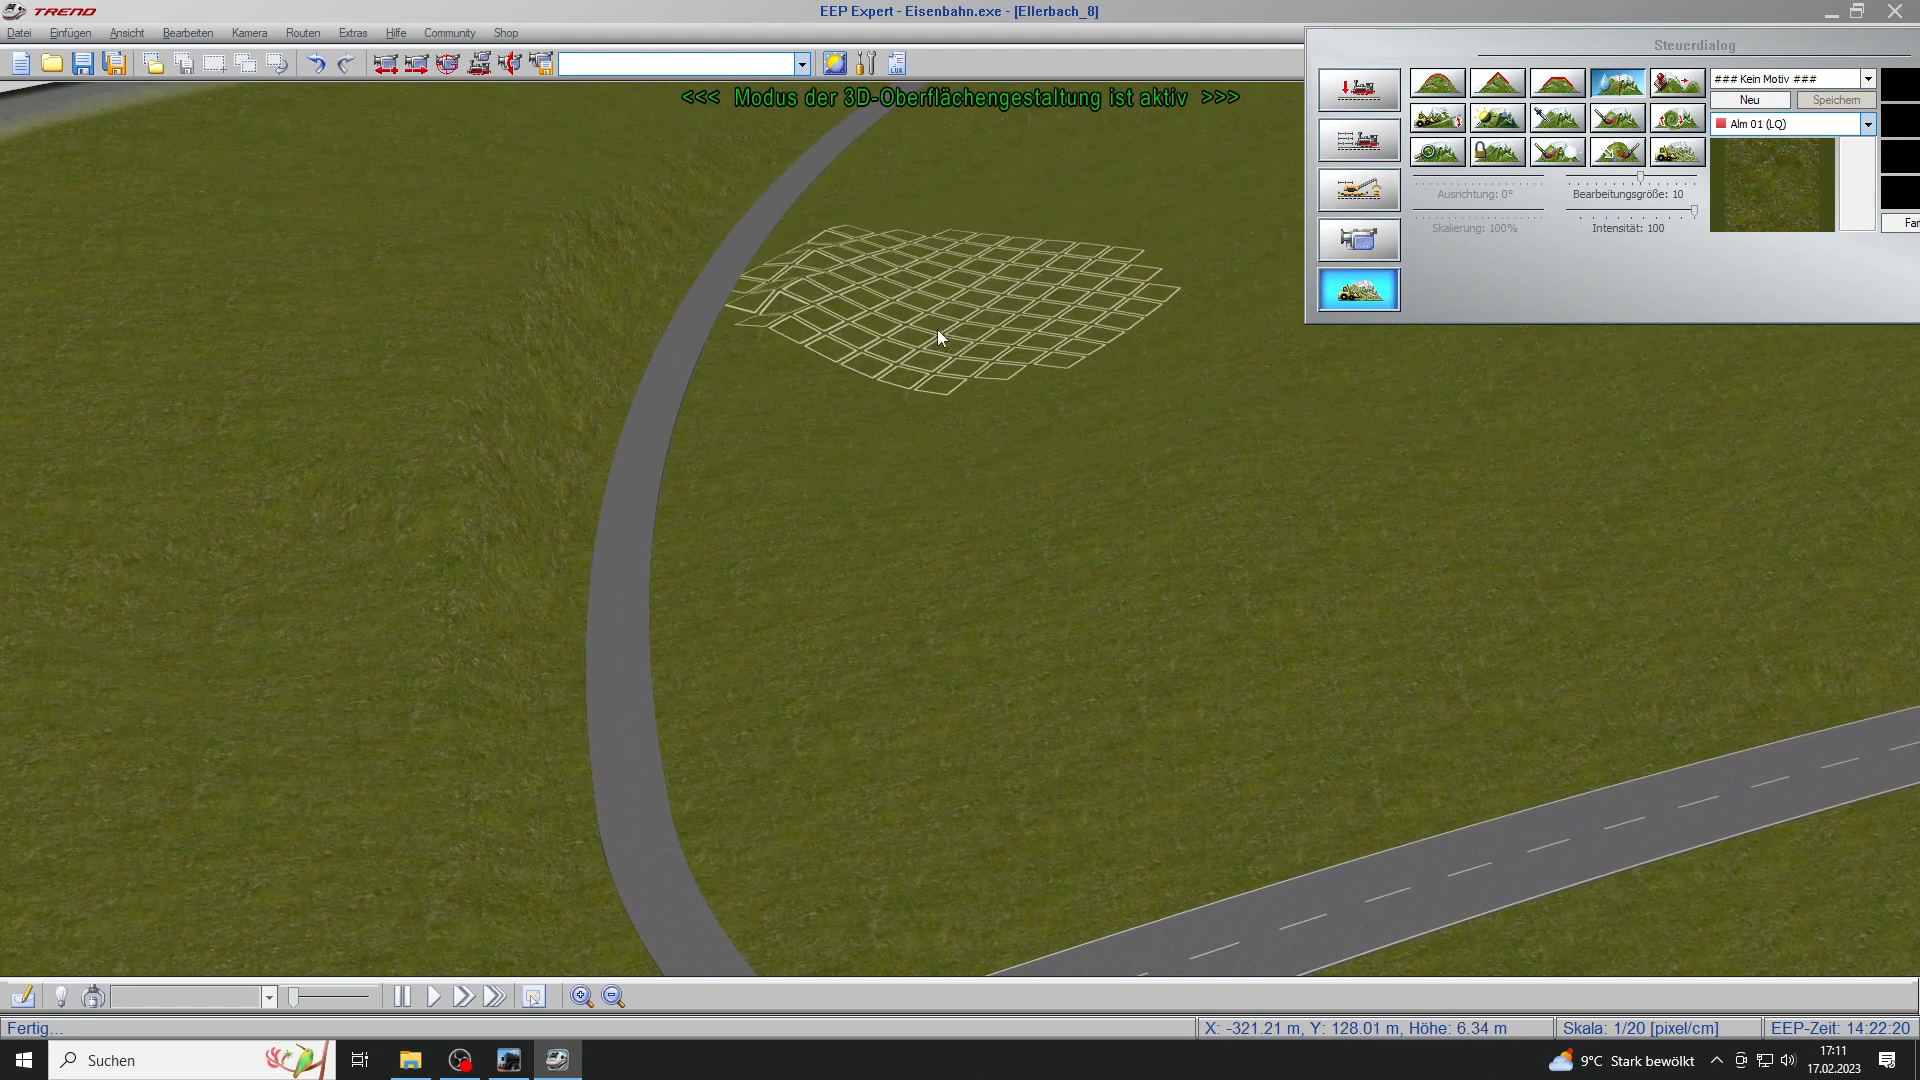 TREND
EEP Expert - Eisenbahn.exe - [Ellerbach_8]
Datei Einfügen Ansicht Bearbeiten Kamera Routen Extras Hilfe Community Shop
Steuerdialog
<<< Modus der 3D-Oberflächengestaltung ist aktiv >>>
### Kein Motiv ###
Neu Speichern
Alm 01 (LQ)
Ausrichtung: 0° Bearbeitungsgröße: 10
Skalierung: 100% Intensität: 100
LUA
Fertig...
X: -321.21 m, Y: 128.01 m, Höhe: 6.34 m
Skala: 1/20 [pixel/cm]
EEP-Zeit: 14:22:20
Suchen
9°C Stark bewölkt
17:11
17.02.2023